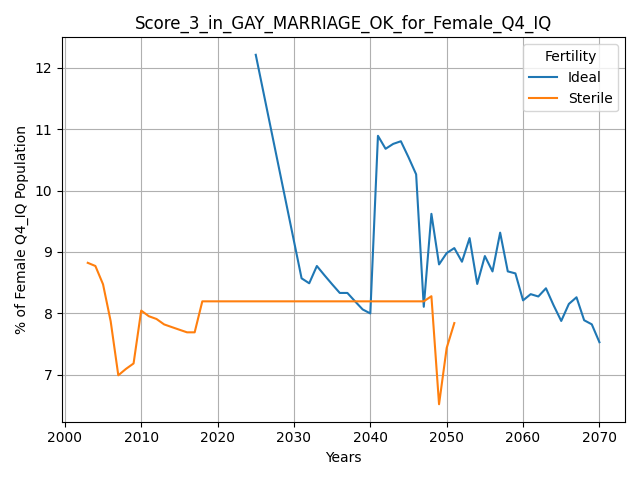 Score_3_in_GAY_MARRIAGE_OK_for_Female_Q4_IQ
% of Female Q4_IQ Population
12
11
10
9
8
7
Fertility
Ideal
Sterile
2000 2010 2020 2030 2040 2050 2060 2070
Years